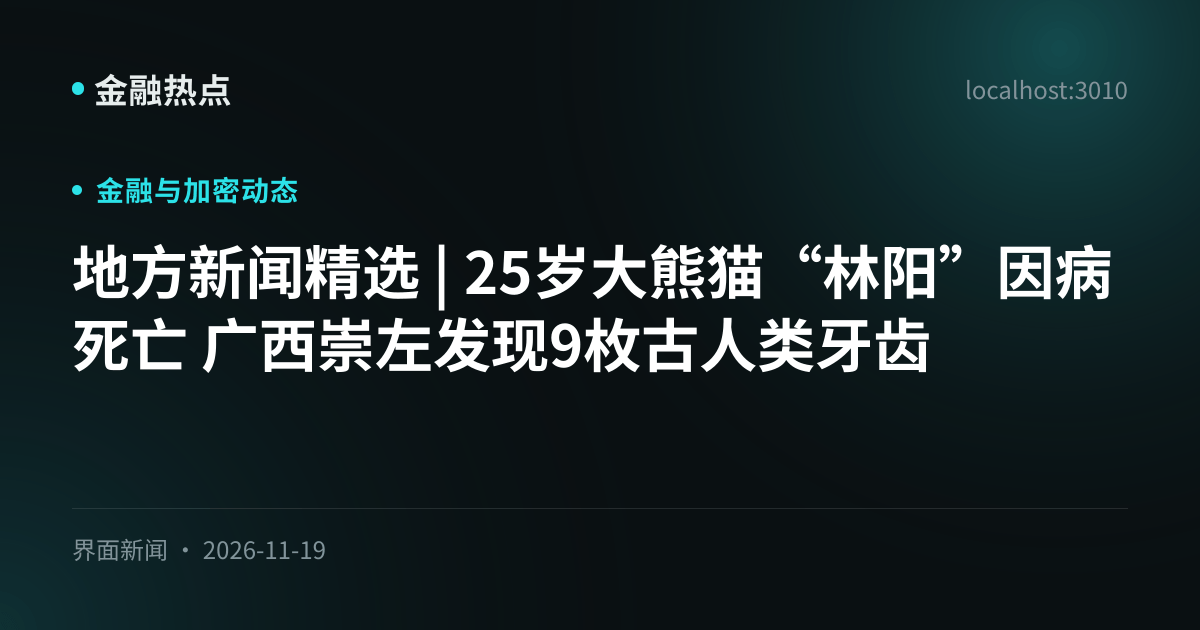 金融热点
localhost:3010
金融与加密动态
地方新闻精选 | 25岁大熊猫“林阳”因病
死亡 广西崇左发现9枚古人类牙齿
界面新闻 · 2026-11-19